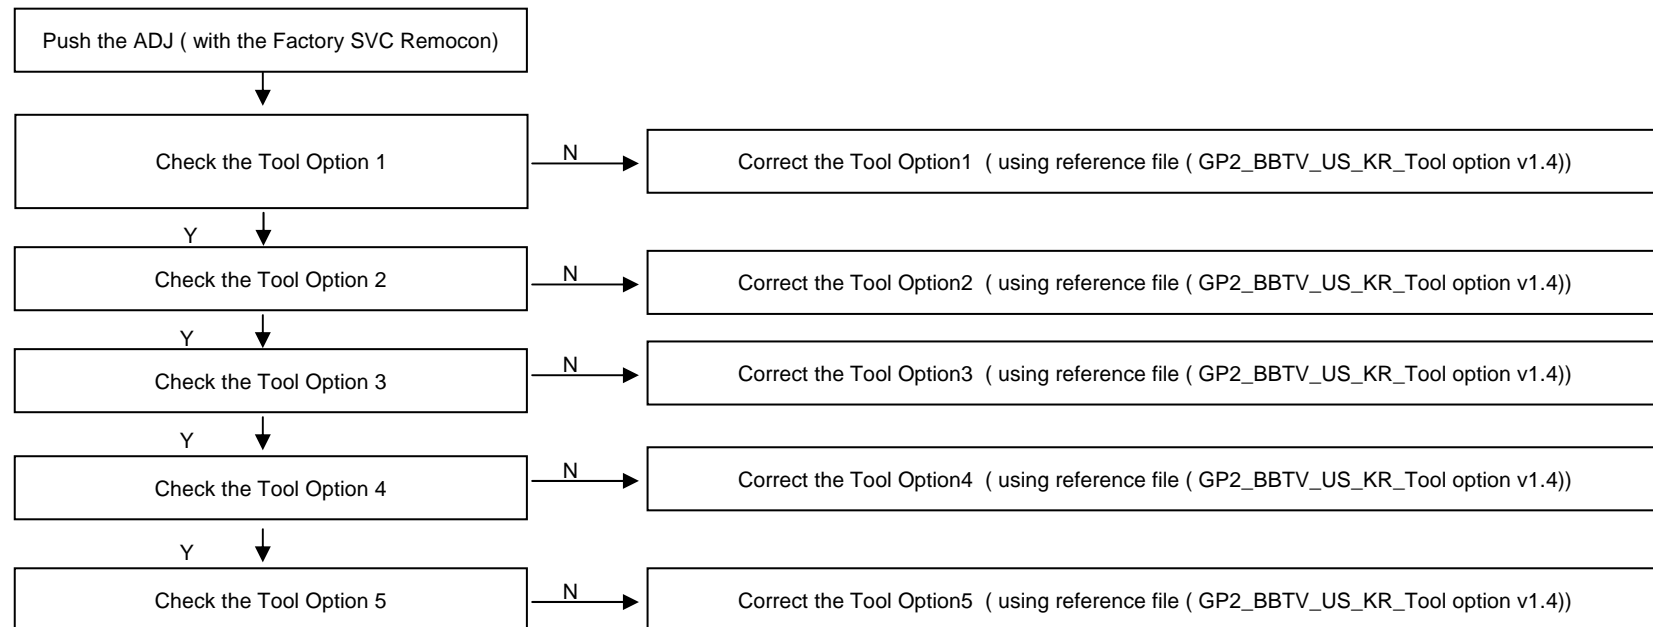 Push the ADJ ( with the Factory SVC Remocon)
Check the Tool Option 1
N
Correct the Tool Option1 ( using reference file ( GP2_BBTV_US_KR_Tool option v1.4))
Y
Check the Tool Option 2
N
Correct the Tool Option2 ( using reference file ( GP2_BBTV_US_KR_Tool option v1.4))
Y
Check the Tool Option 3
N
Correct the Tool Option3 ( using reference file ( GP2_BBTV_US_KR_Tool option v1.4))
Y
Check the Tool Option 4
N
Correct the Tool Option4 ( using reference file ( GP2_BBTV_US_KR_Tool option v1.4))
Y
Check the Tool Option 5
N
Correct the Tool Option5 ( using reference file ( GP2_BBTV_US_KR_Tool option v1.4))